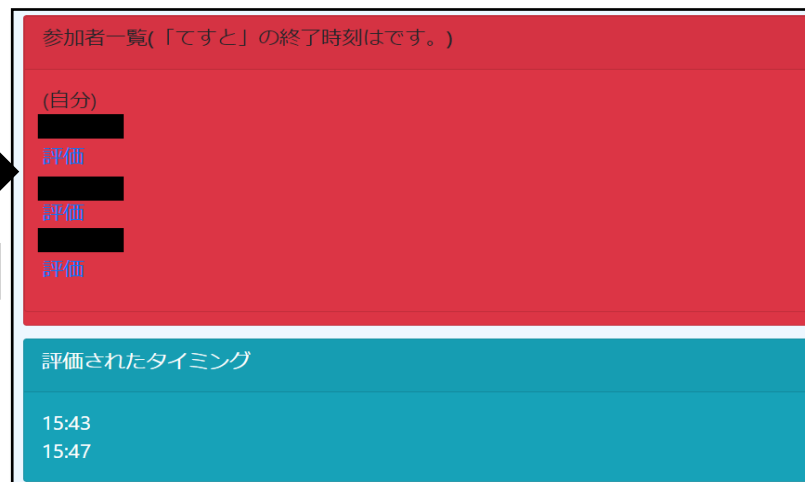 参加者一覧(「てすと」の終了時刻はです。)
(自分)
評価
評価
評価
評価されたタイミング
15:43
15:47